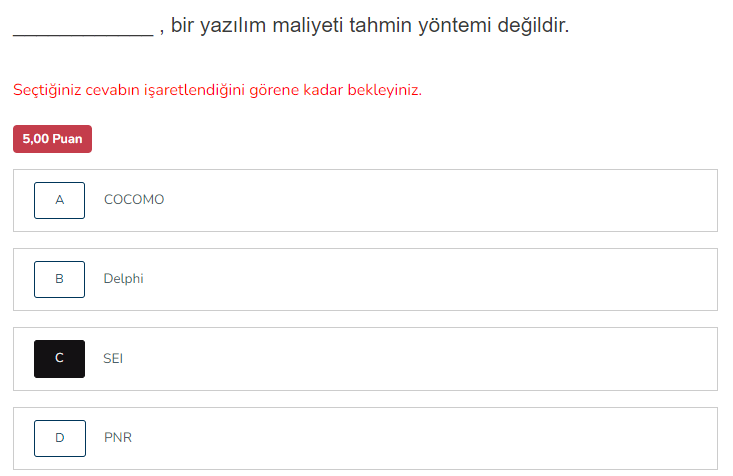 ____________ , bir yazılım maliyeti tahmin yöntemi değildir.
Seçtiğiniz cevabın işaretlendiğini görene kadar bekleyiniz.
5,00 Puan
A COCOMO
B Delphi
C SEI
D PNR